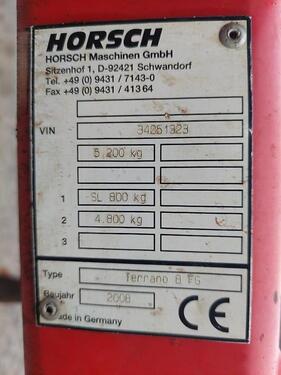 HORSCH
HORSCH Maschinen GmbH
Sitzenhof 1, D-92421 Schwandorf
Tel. +49 (0) 9431 / 7143-0
Fax +49 (0) 9431 / 41364
VIN 34251323
5.200 kg
1 SL 800 kg
2 4.800 kg
3
Type Terrano 8 FG
Baujahr 2008
Made in Germany CE